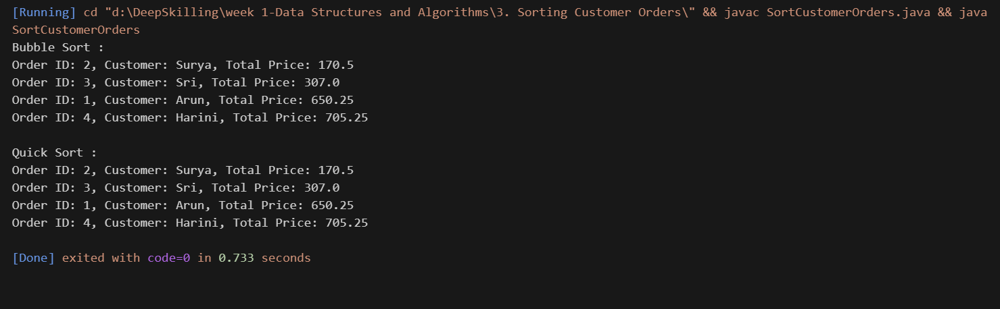 [Running] cd "d:\DeepSkilling\week 1-Data Structures and Algorithms\3. Sorting Customer Orders\" && javac SortCustomerOrders.java && java
SortCustomerOrders
Bubble Sort :
Order ID: 2, Customer: Surya, Total Price: 170.5
Order ID: 3, Customer: Sri, Total Price: 307.0
Order ID: 1, Customer: Arun, Total Price: 650.25
Order ID: 4, Customer: Harini, Total Price: 705.25
Quick Sort :
Order ID: 2, Customer: Surya, Total Price: 170.5
Order ID: 3, Customer: Sri, Total Price: 307.0
Order ID: 1, Customer: Arun, Total Price: 650.25
Order ID: 4, Customer: Harini, Total Price: 705.25
[Done] exited with code=0 in 0.733 seconds